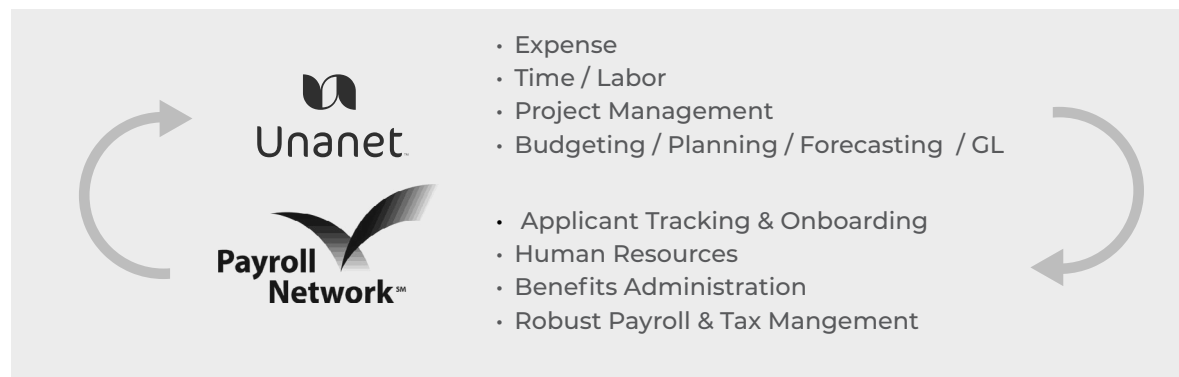 Unanet™
• Expense
• Time / Labor
• Project Management
• Budgeting / Planning / Forecasting / GL
Payroll
Network℠
• Applicant Tracking & Onboarding
• Human Resources
• Benefits Administration
• Robust Payroll & Tax Mangement